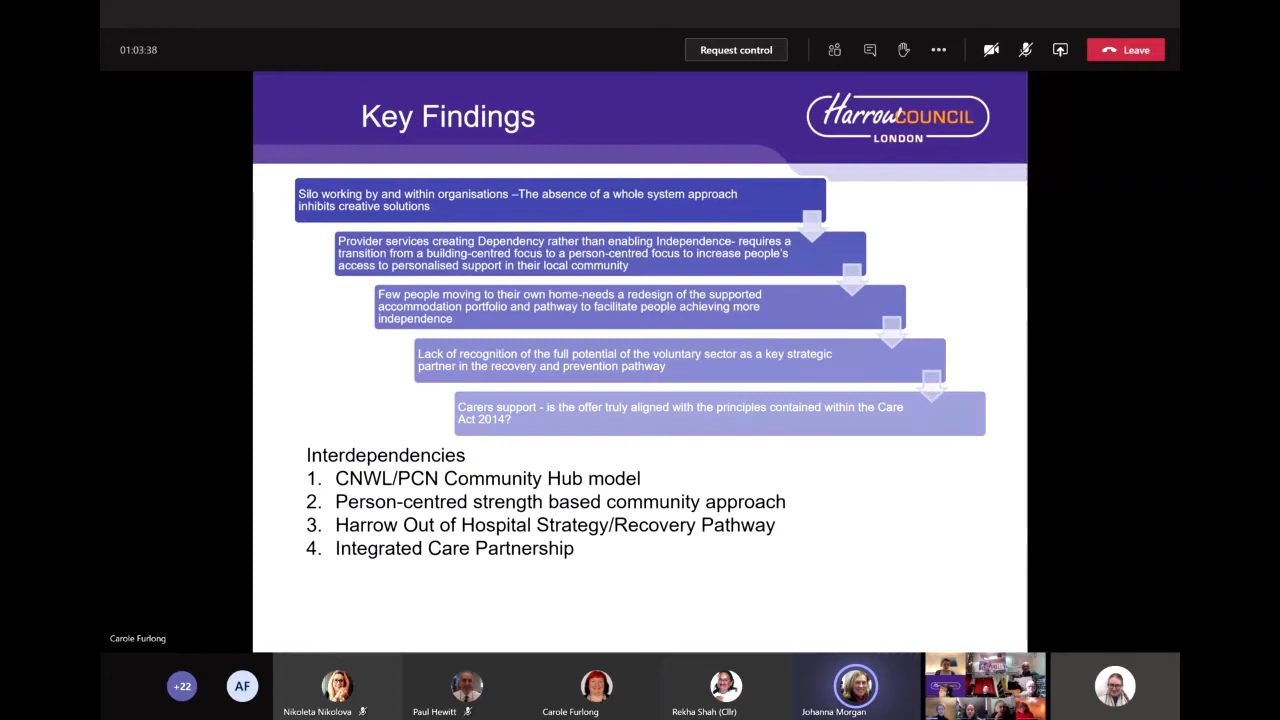 01:03:38
Request control
Leave
Key Findings
HarrowCOUNCIL
LONDON
Silo working by and within organisations –The absence of a whole system approach
inhibits creative solutions
Provider services creating Dependency rather than enabling Independence- requires a
transition from a building-centred focus to a person-centred focus to increase people's
access to personalised support in their local community
Few people moving to their own home-needs a redesign of the supported
accommodation portfolio and pathway to facilitate people achieving more
independence
Lack of recognition of the full potential of the voluntary sector as a key strategic
partner in the recovery and prevention pathway
Carers support - is the offer truly aligned with the principles contained within the Care
Act 2014?
Interdependencies
1. CNWL/PCN Community Hub model
2. Person-centred strength based community approach
3. Harrow Out of Hospital Strategy/Recovery Pathway
4. Integrated Care Partnership
Carole Furlong
+22
AF
Nikoleta Nikolova
Paul Hewitt
Carole Furlong
Rekha Shah (Cllr)
Johanna Morgan